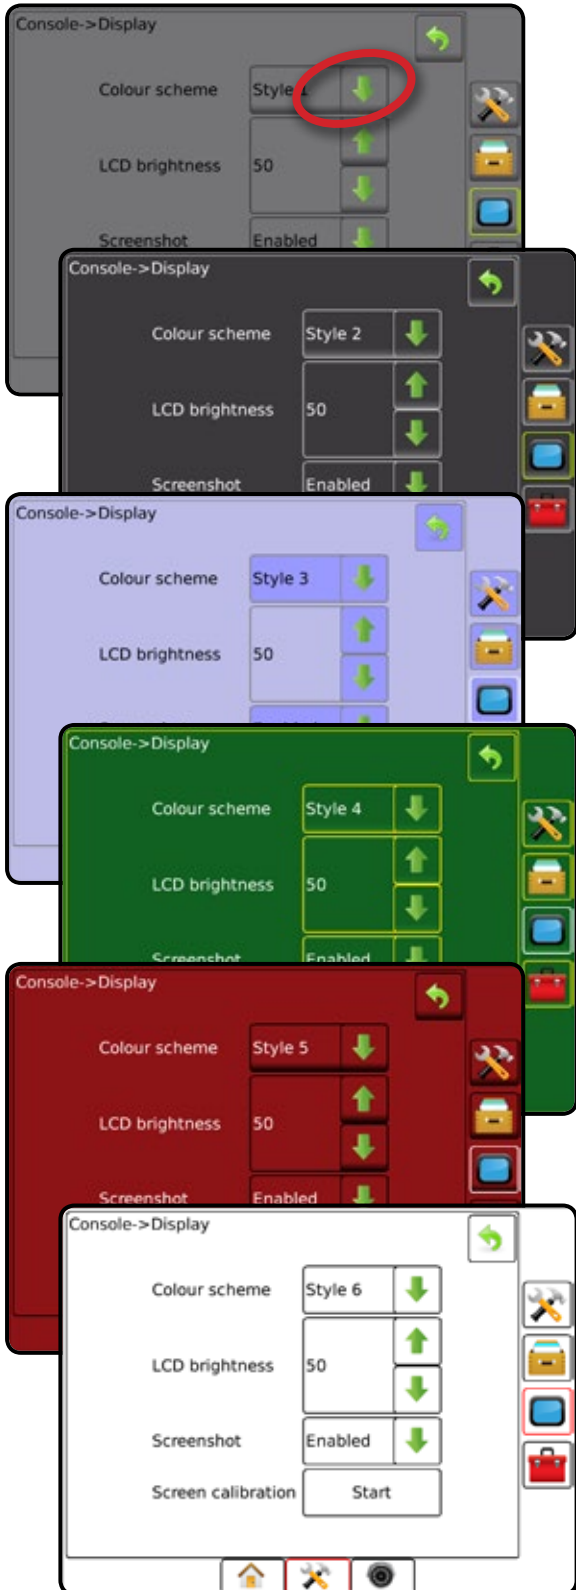 Console->Display
Colour scheme Style 1
LCD brightness 50
Screenshot Enabled
Console->Display
Colour scheme Style 2
LCD brightness 50
Screenshot Enabled
Console->Display
Colour scheme Style 3
LCD brightness 50
Console->Display
Colour scheme Style 4
LCD brightness 50
Screenshot Enabled
Console->Display
Colour scheme Style 5
LCD brightness 50
Screenshot Enabled
Console->Display
Colour scheme Style 6
LCD brightness 50
Screenshot Enabled
Screen calibration Start